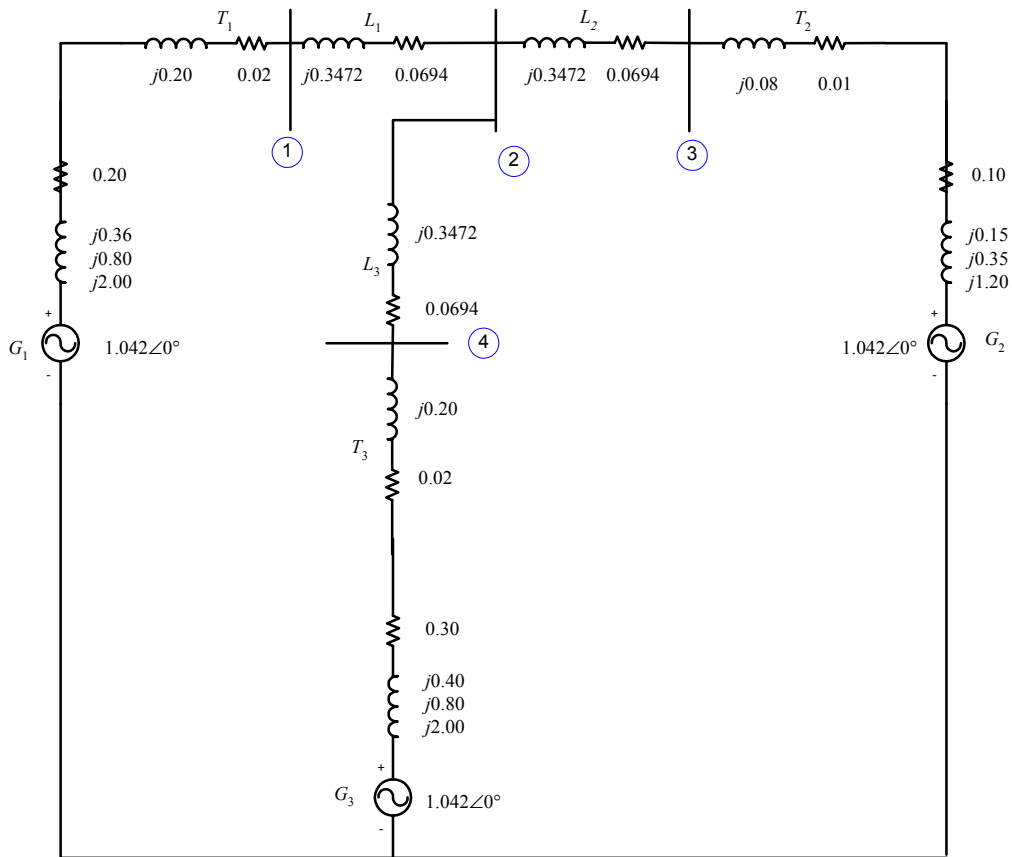 T1 L1 L2 T2
j0.20 0.02 j0.3472 0.0694 j0.3472 0.0694 j0.08 0.01
1 2 3
0.20 0.10
j0.36
j0.80
j2.00
j0.3472
L3
j0.15
j0.35
j1.20
0.0694
+ +
G1 1.042∠0° 4 1.042∠0° G2
- -
j0.20
T3
0.02
0.30
j0.40
j0.80
j2.00
+
G3 1.042∠0°
-